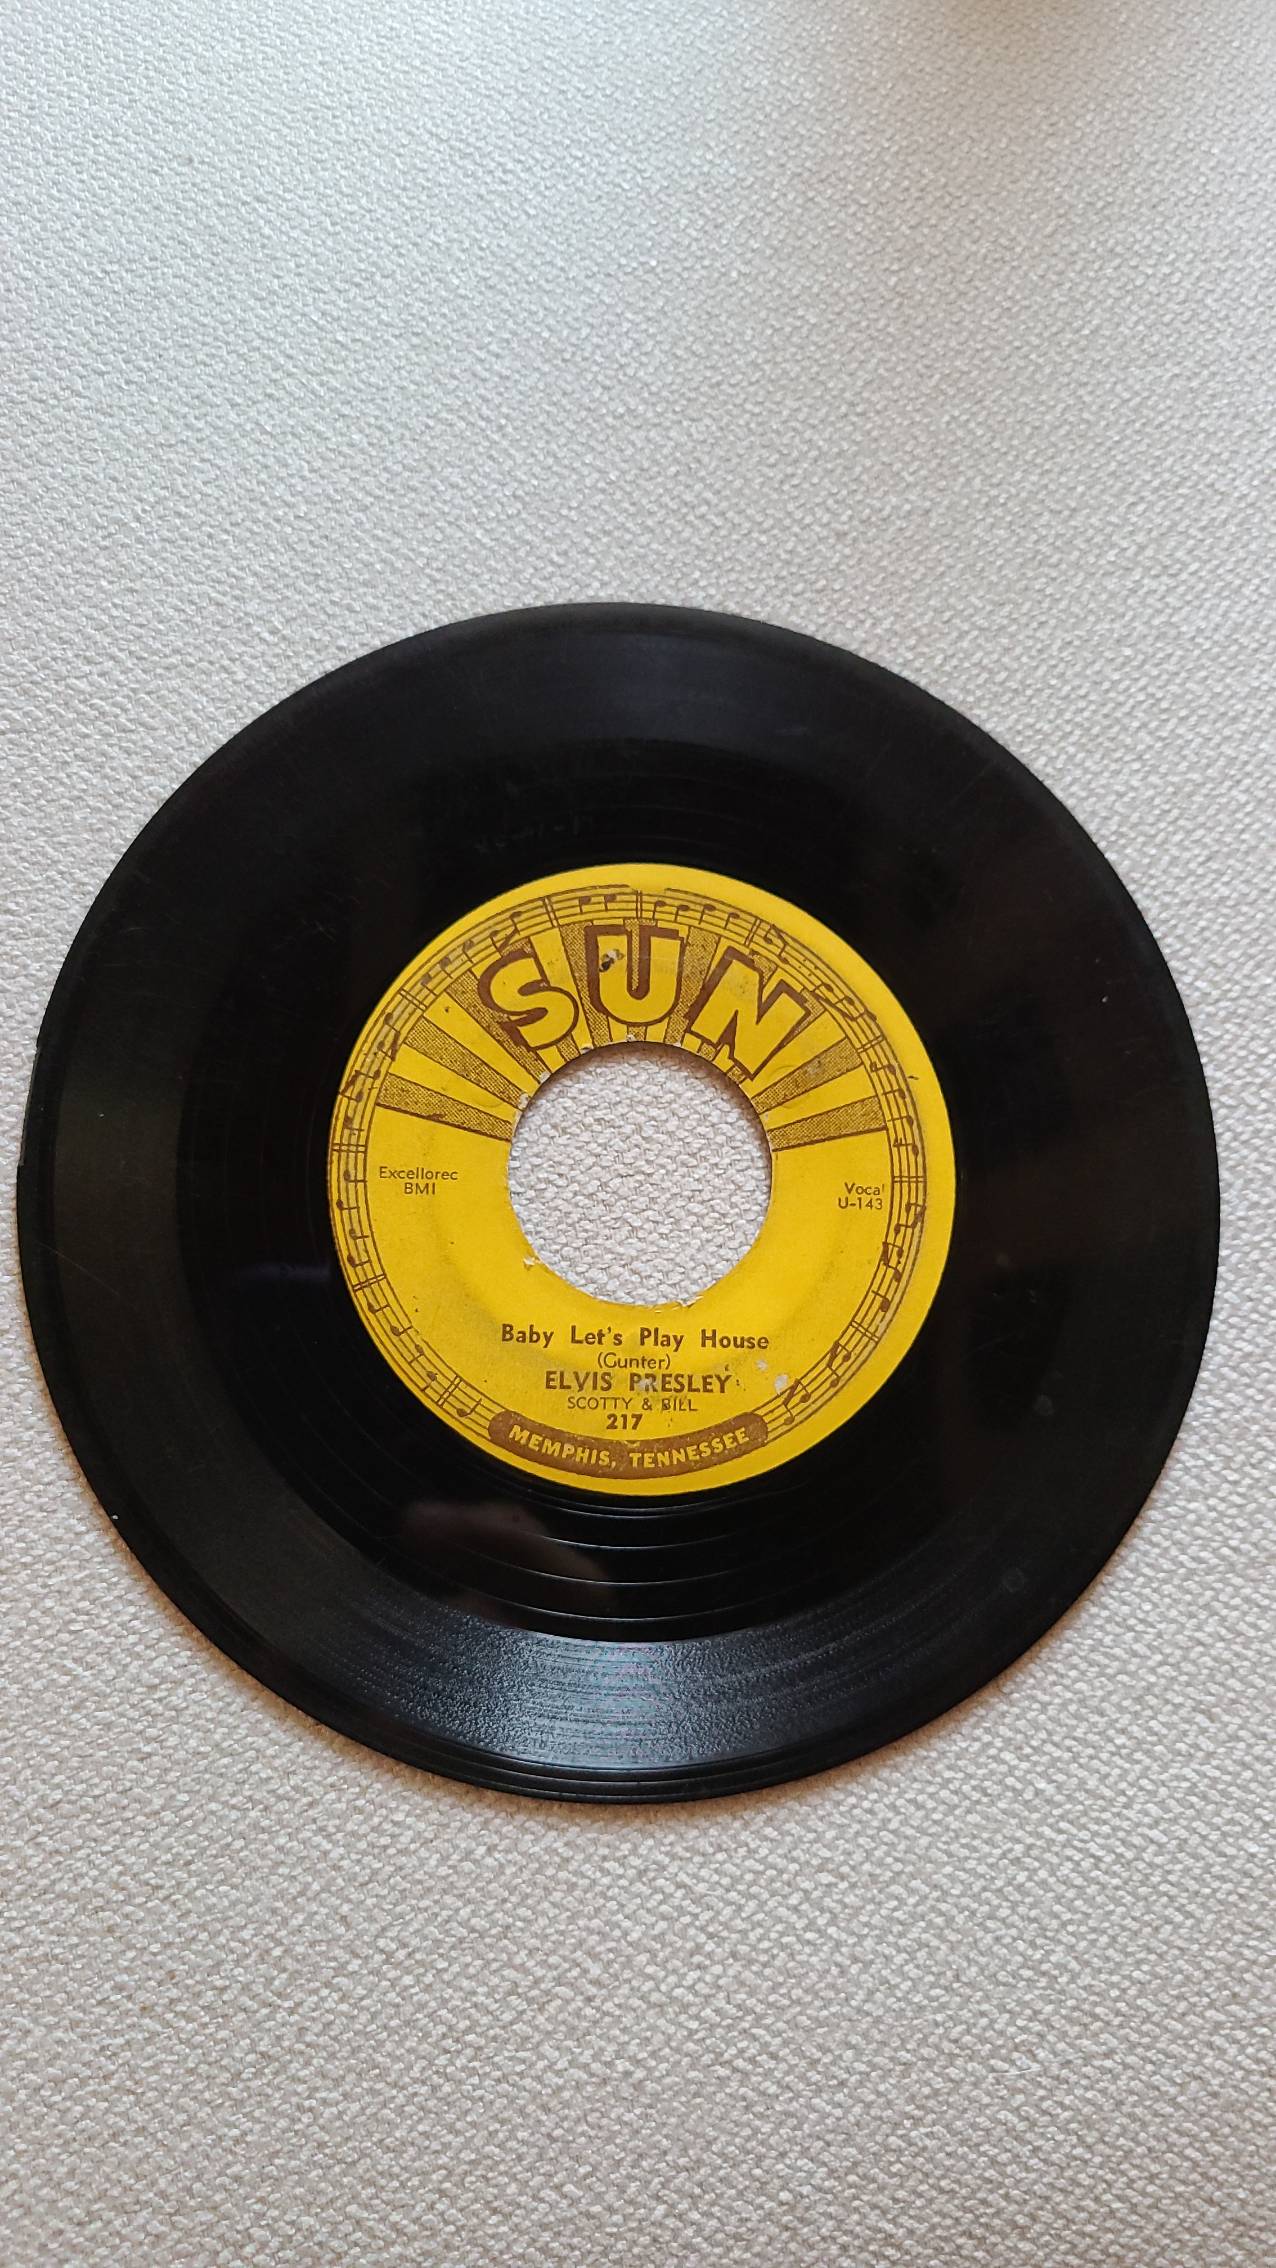 SUN
Excellorec
BMI
Vocal
U-143
Baby Let's Play House
(Gunter)
ELVIS PRESLEY
SCOTTY & BILL
217
MEMPHIS, TENNESSEE